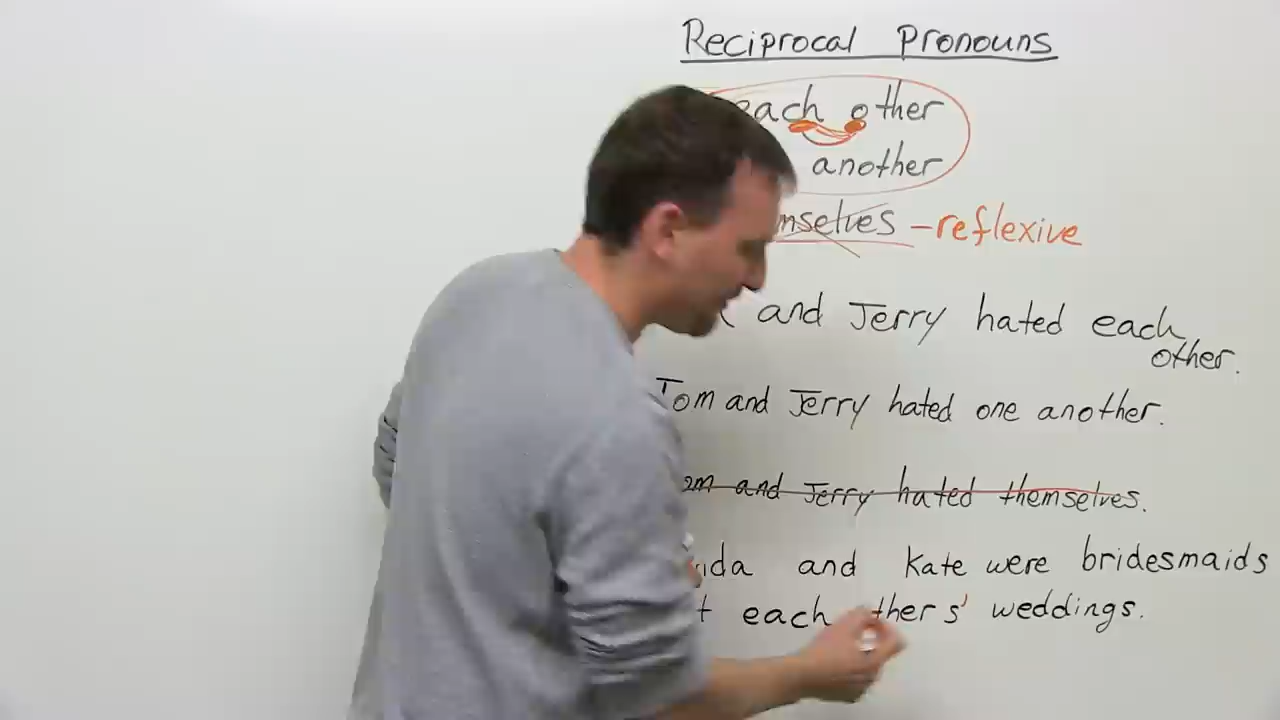 Reciprocal Pronouns
each other
another
-reflexive
and Jerry hated each
other.
Tom and Jerry hated one another.
and Jerry hated themselves.
and Kate were bridesmaids
each weddings.